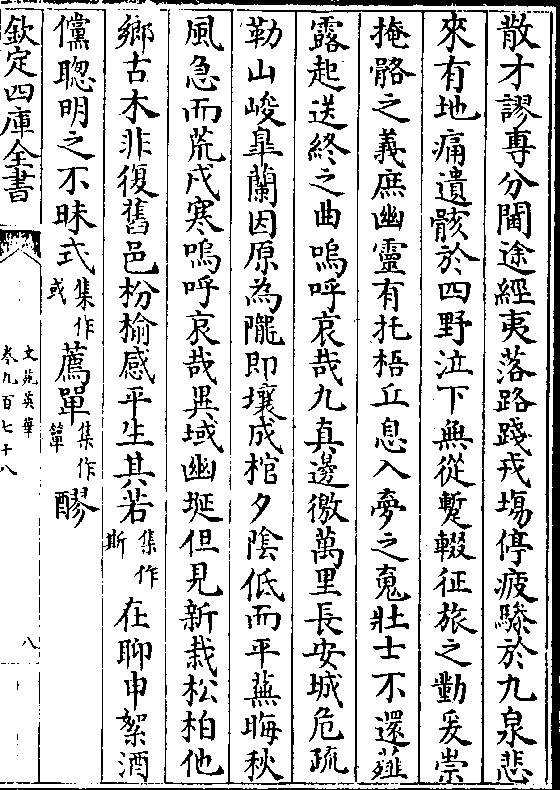 散才謬專分閫途經夷落路踐戎塲停疲驂於九泉悲
來有地痛遺骸於四野泣下無從蹔輟征旅之勤爰崇
掩骼之義庶幽靈有托梧丘息入夢之䰟壮士不還薤
露起送終之曲嗚呼哀哉九真邊徼萬里長安城危疏
勒山峻臯蘭因原為隴即壤成棺夕陰低而平蕪晦秋
風急而荒戍寒嗚呼哀哉異域幽埏但見新栽松柏他
鄉古木非復舊邑枌榆感平生其若集作斯在聊申絮酒
儻聰明之不昧式集作或薦單集作簞醪
欽定四庫全書
文苑英華
卷九百七十八
八